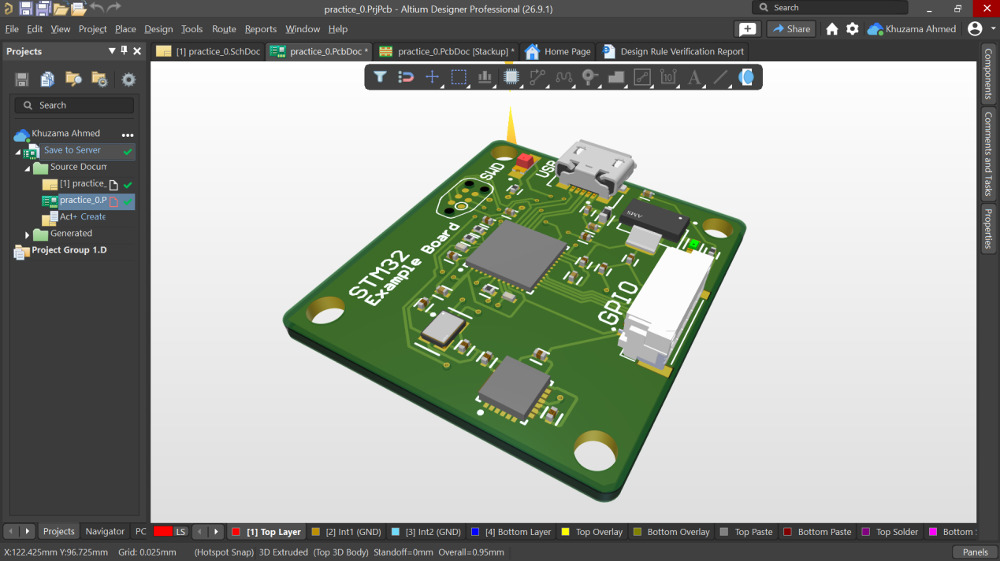 practice_0.PrjPcb - Altium Designer Professional (26.9.1)
Search
File Edit View Project Place Design Tools Route Reports Window Help
Share
Khuzama Ahmed
Projects
[1] practice_0.SchDoc
practice_0.PcbDoc *
practice_0.PcbDoc [Stackup] *
Home Page
Design Rule Verification Report
Search
Khuzama Ahmed
Save to Server
Source Docum
[1] practice_
practice_0.P
Act+ Create
Generated
Project Group 1.D
10
A
Components
Comments and Tasks
Properties
SWD
USB
AMS
STM32
Example Board
GPIO
Projects Navigator PC
LS
[1] Top Layer
[2] Int1 (GND)
[3] Int2 (GND)
[4] Bottom Layer
Top Overlay
Bottom Overlay
Top Paste
Bottom Paste
Top Solder
Bottom
X:122.425mm Y:96.725mm Grid: 0.025mm (Hotspot Snap) 3D Extruded (Top 3D Body) Standoff=0mm Overall=0.95mm
Panels